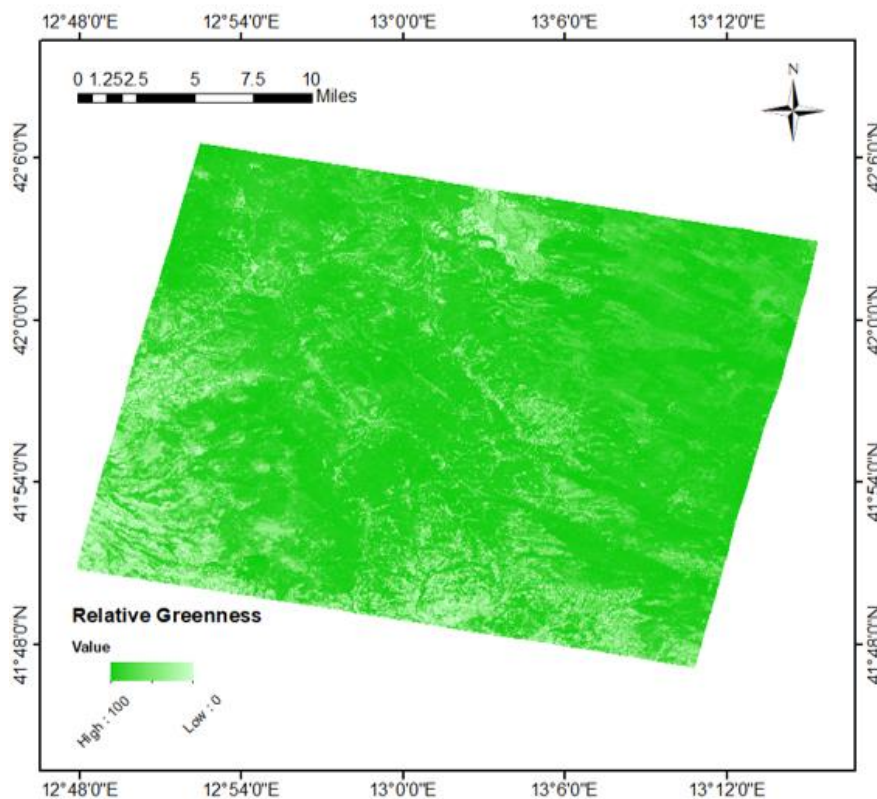 12°48'0"E 12°54'0"E 13°0'0"E 13°6'0"E 13°12'0"E
0 1.252.5 5 7.5 10
Miles
N
42°6'0"N 42°6'0"N
42°0'0"N 42°0'0"N
41°54'0"N 41°54'0"N
41°48'0"N 41°48'0"N
Relative Greenness
Value
High : 100 Low : 0
12°48'0"E 12°54'0"E 13°0'0"E 13°6'0"E 13°12'0"E